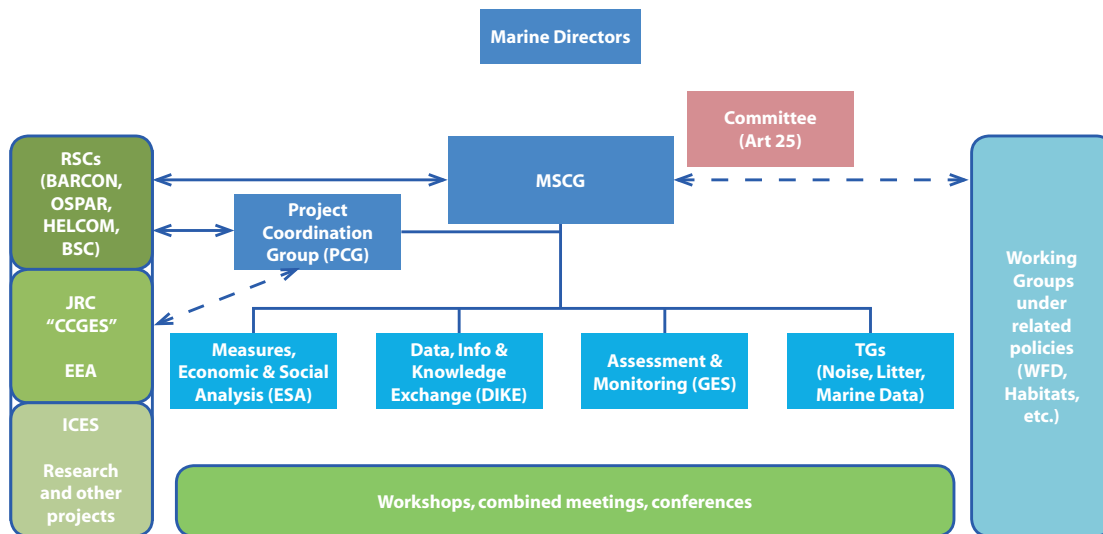 Marine Directors
Committee
(Art 25)
RSCs
(BARCON,
OSPAR,
HELCOM,
BSC)
MSCG
Project
Coordination
Group (PCG)
JRC
“CCGES”
EEA
Working
Groups
under
related
policies
(WFD,
Habitats,
etc.)
Measures,
Economic & Social
Analysis (ESA)
Data, Info &
Knowledge
Exchange (DIKE)
Assessment &
Monitoring (GES)
TGs
(Noise, Litter,
Marine Data)
ICES
Research
and other
projects
Workshops, combined meetings, conferences